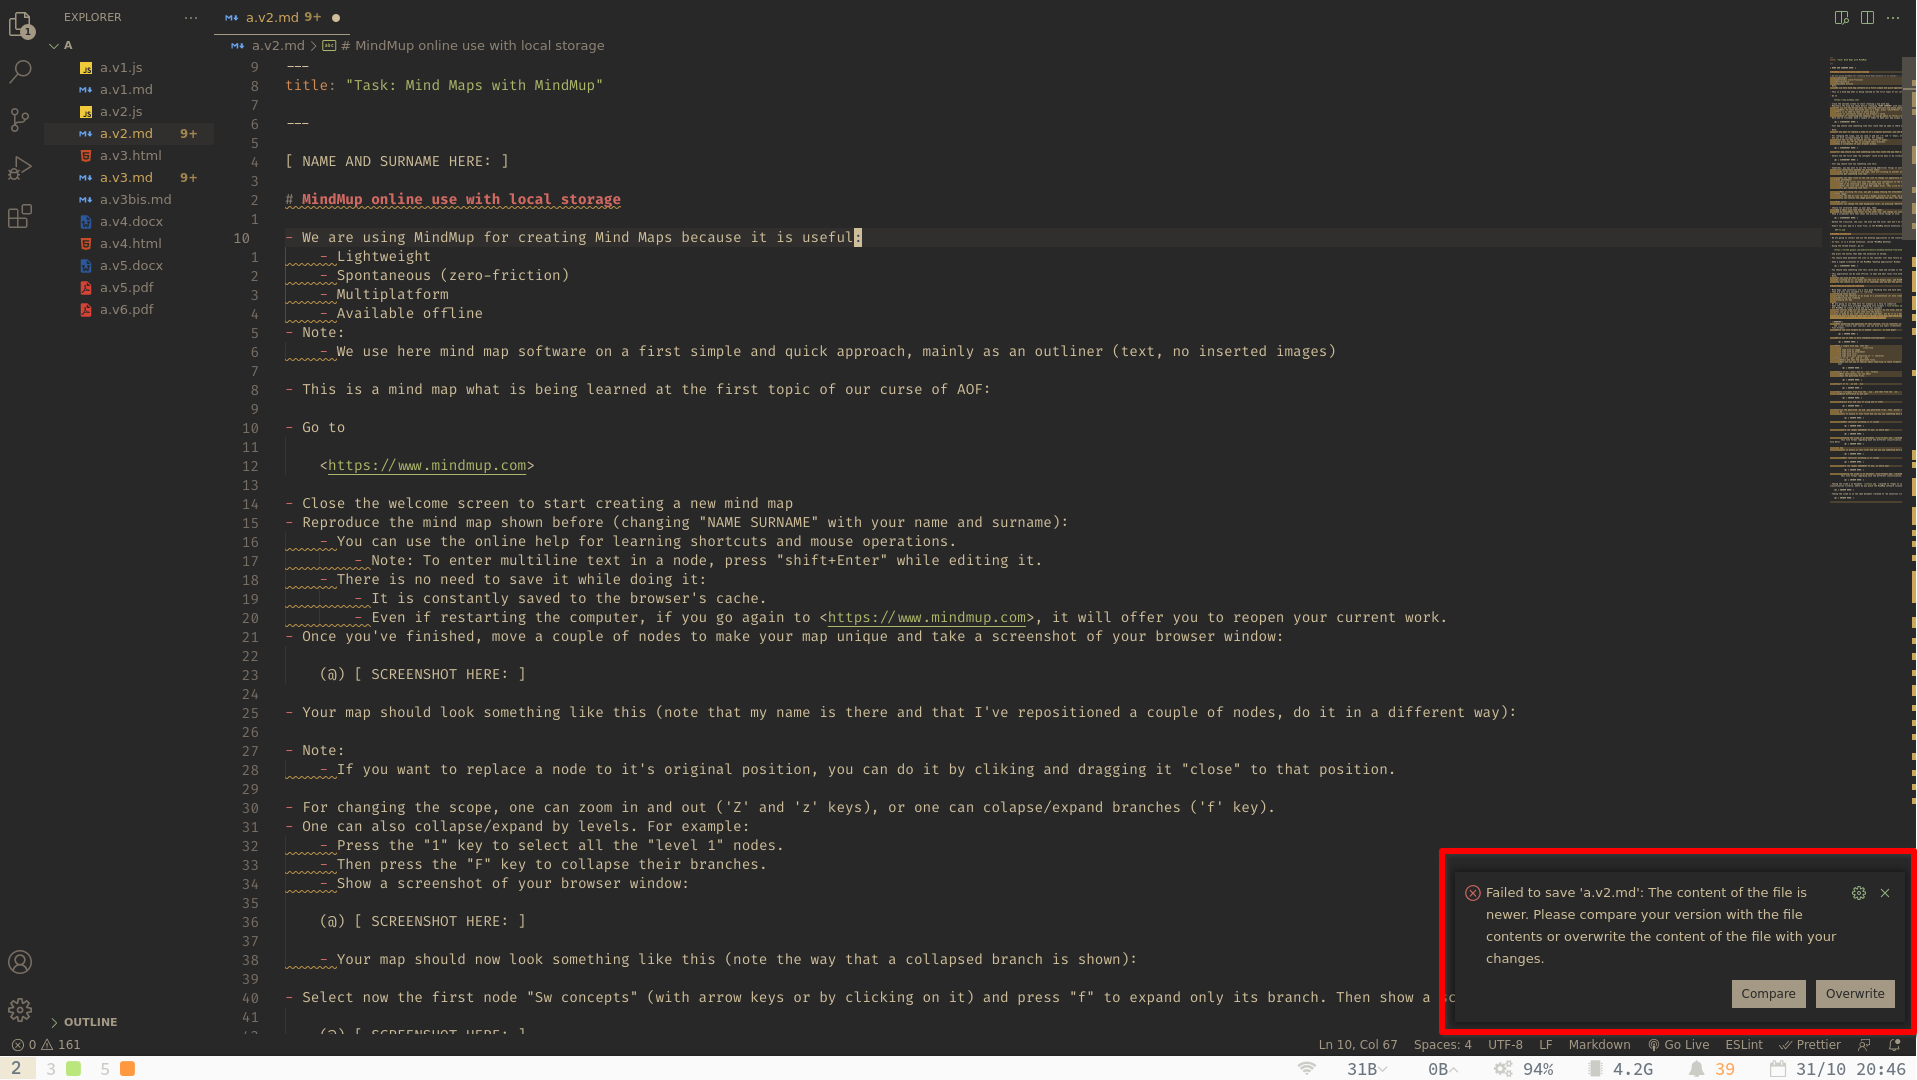 EXPLORER
A
a.v1.js
a.v1.md
a.v2.js
a.v2.md 9+
a.v3.html
a.v3.md 9+
a.v3bis.md
a.v4.docx
a.v4.html
a.v5.docx
a.v5.pdf
a.v6.pdf
OUTLINE
a.v2.md 9+
a.v2.md > # MindMup online use with local storage
9 ---
8 title: "Task: Mind Maps with MindMup"
7
6 ---
5
4 [ NAME AND SURNAME HERE: ]
3
2 # MindMup online use with local storage
1
10 - We are using MindMup for creating Mind Maps because it is useful:
1 - Lightweight
2 - Spontaneous (zero-friction)
3 - Multiplatform
4 - Available offline
5 - Note:
6 - We use here mind map software on a first simple and quick approach, mainly as an outliner (text, no inserted images)
7
8 - This is a mind map what is being learned at the first topic of our curse of AOF:
9
10 - Go to
11
12 <https://www.mindmup.com>
13
14 - Close the welcome screen to start creating a new mind map
15 - Reproduce the mind map shown before (changing "NAME SURNAME" with your name and surname):
16 - You can use the online help for learning shortcuts and mouse operations.
17 - Note: To enter multiline text in a node, press "shift+Enter" while editing it.
18 - There is no need to save it while doing it:
19 - It is constantly saved to the browser's cache.
20 - Even if restarting the computer, if you go again to <https://www.mindmup.com>, it will offer you to reopen your current work.
21 - Once you've finished, move a couple of nodes to make your map unique and take a screenshot of your browser window:
22
23 (@) [ SCREENSHOT HERE: ]
24
25 - Your map should look something like this (note that my name is there and that I've repositioned a couple of nodes, do it in a different way):
26
27 - Note:
28 - If you want to replace a node to it's original position, you can do it by cliking and dragging it "close" to that position.
29
30 - For changing the scope, one can zoom in and out ('Z' and 'z' keys), or one can colapse/expand branches ('f' key).
31 - One can also collapse/expand by levels. For example:
32 - Press the "1" key to select all the "level 1" nodes.
33 - Then press the "F" key to collapse their branches.
34 - Show a screenshot of your browser window:
35
36 (@) [ SCREENSHOT HERE: ]
37
38 - Your map should now look something like this (note the way that a collapsed branch is shown):
39
40 - Select now the first node "Sw concepts" (with arrow keys or by clicking on it) and press "f" to expand only its branch. Then show a sc
41
42 (@) [ SCREENSHOT HERE: ]
Failed to save 'a.v2.md': The content of the file is
newer. Please compare your version with the file
contents or overwrite the content of the file with your
changes.
Compare Overwrite
0 161
Ln 10, Col 67 Spaces: 4 UTF-8 LF Markdown Go Live ESLint Prettier
2 3 5
31B 0B 94% 4.2G 39 31/10 20:46